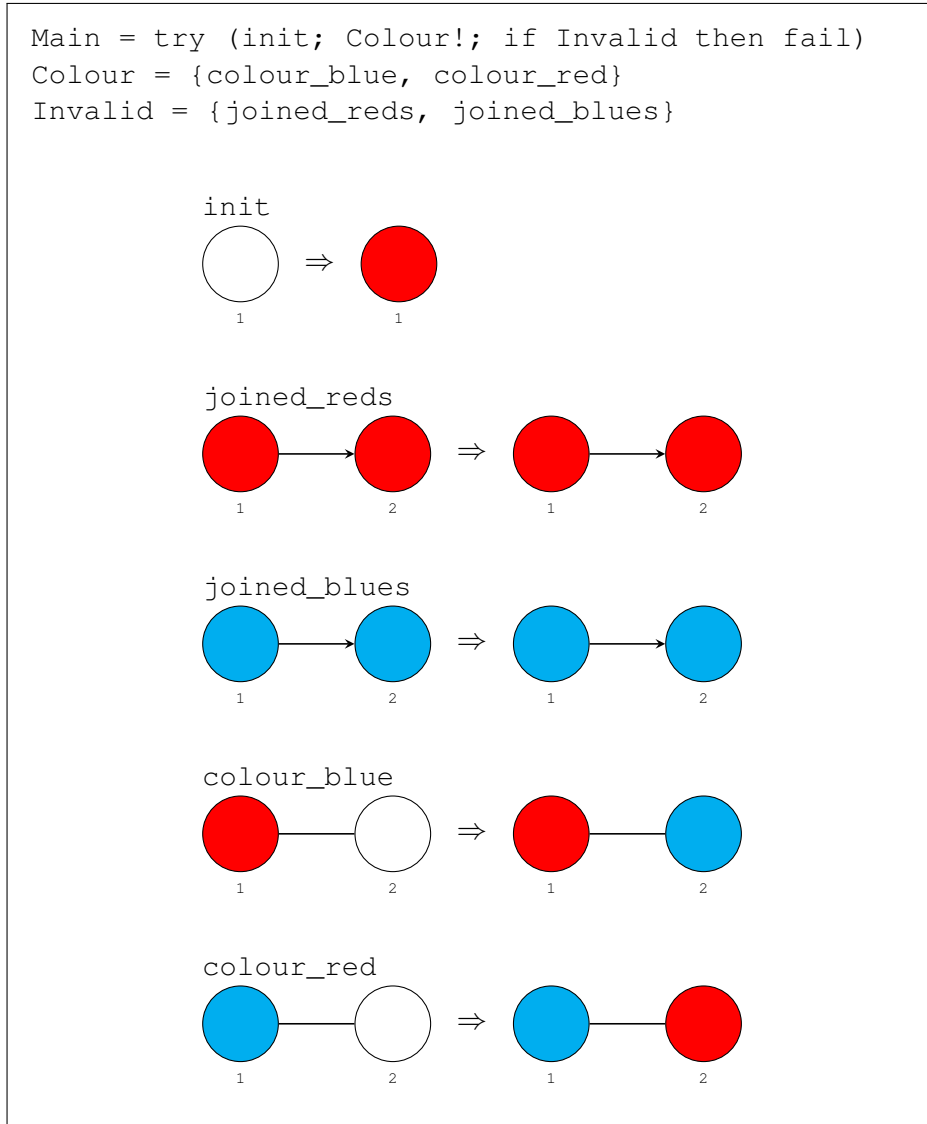 Main = try (init; Colour!; if Invalid then fail)
Colour = {colour_blue, colour_red}
Invalid = {joined_reds, joined_blues}
init
⇒
1 1
joined_reds
⇒
1 2 1 2
joined_blues
⇒
1 2 1 2
colour_blue
⇒
1 2 1 2
colour_red
⇒
1 2 1 2